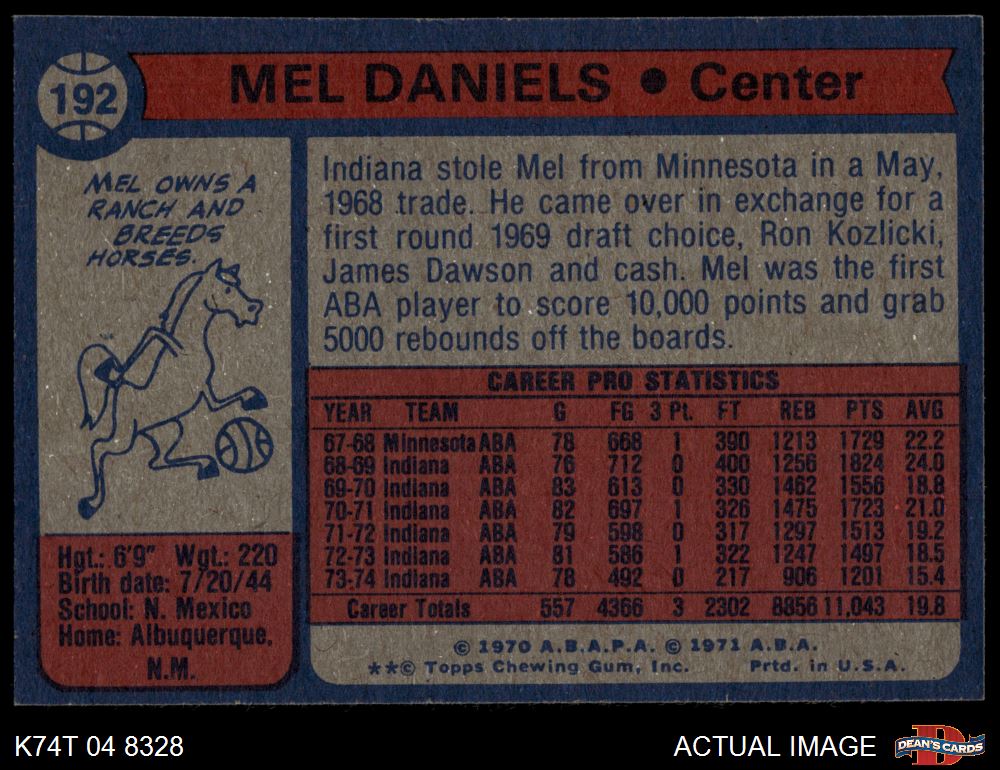 192
MEL DANIELS • Center
MEL OWNS A
RANCH AND
BREEDS
HORSES.
Hgt.: 6'9" Wgt.: 220
Birth date: 7/20/44
School: N. Mexico
Home: Albuquerque,
N.M.
Indiana stole Mel from Minnesota in a May,
1968 trade. He came over in exchange for a
first round 1969 draft choice, Ron Kozlicki,
James Dawson and cash. Mel was the first
ABA player to score 10,000 points and grab
5000 rebounds off the boards.
CAREER PRO STATISTICS
YEAR TEAM G FG 3 Pt. FT REB PTS AVG
67-68 Minnesota ABA 78 668 1 390 1213 1729 22.2
68-69 Indiana ABA 76 712 0 400 1256 1824 24.0
69-70 Indiana ABA 83 613 0 330 1462 1556 18.8
70-71 Indiana ABA 82 697 1 326 1475 1723 21.0
71-72 Indiana ABA 79 598 0 317 1297 1513 19.2
72-73 Indiana ABA 81 586 1 322 1247 1497 18.5
73-74 Indiana ABA 78 492 0 217 906 1201 15.4
Career Totals 557 4366 3 2302 8856 11,043 19.8
© 1970 A.B.A.P.A. © 1971 A.B.A.
**© Topps Chewing Gum, Inc. Prtd. in U.S.A.
K74T 04 8328
ACTUAL IMAGE
D
DEAN'S CARDS